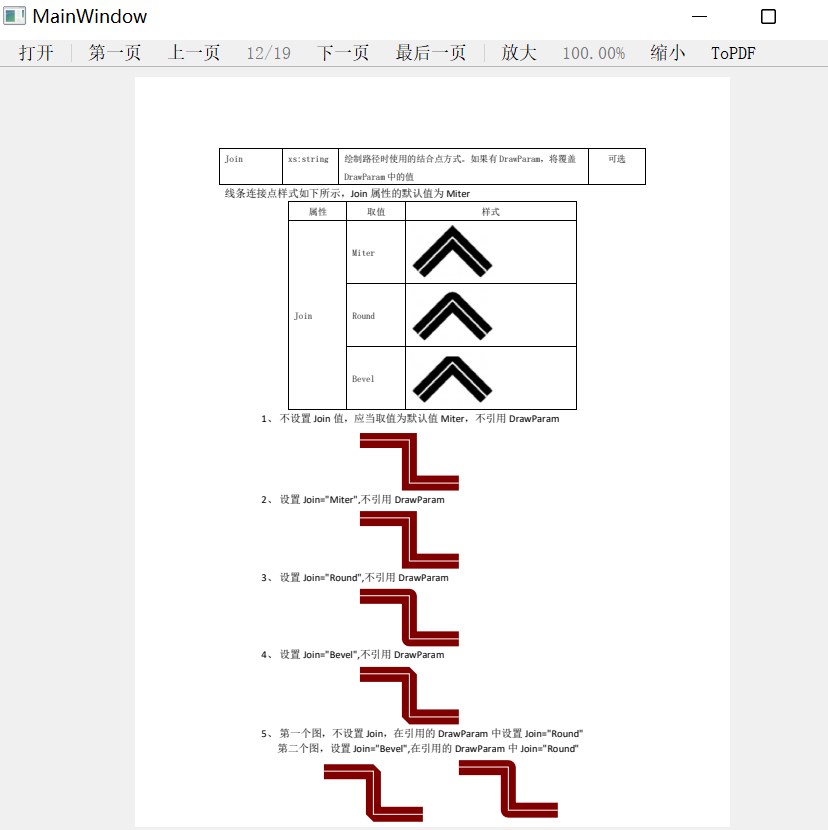 MainWindow
打开 第一页 上一页 12/19 下一页 最后一页 放大 100.00% 缩小 ToPDF
Join xs:string 绘制路径时使用的结合点方式。如果有DrawParam，将覆盖 可选
DrawParam中的值
线条连接点样式如下所示，Join 属性的默认值为 Miter
属性 取值 样式
Miter
Join Round
Bevel
1、 不设置 Join 值，应当取值为默认值 Miter，不引用 DrawParam
2、 设置 Join="Miter",不引用 DrawParam
3、 设置 Join="Round",不引用 DrawParam
4、 设置 Join="Bevel",不引用 DrawParam
5、 第一个图，不设置 Join，在引用的 DrawParam 中设置 Join="Round"
第二个图，设置 Join="Bevel",在引用的 DrawParam 中 Join="Round"